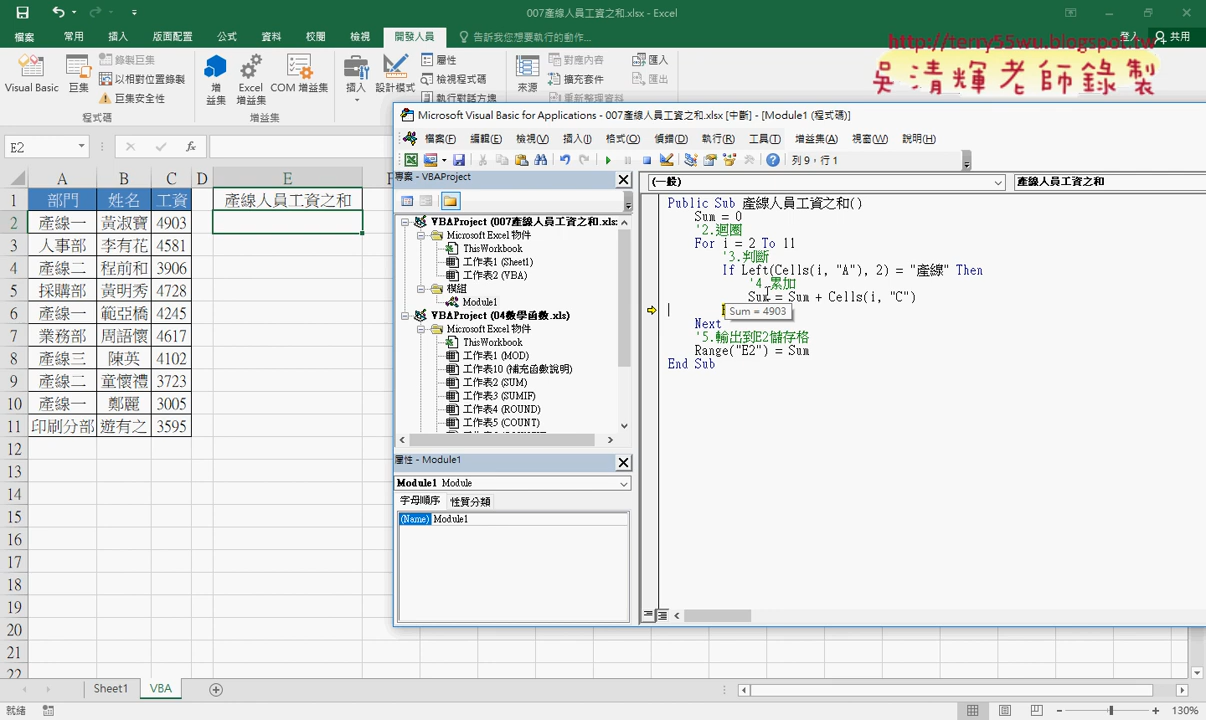 007產線人員工資之和.xlsx - Excel
檔案 常用 插入 版面配置 公式 資料 校閱 檢視 開發人員 告訴我您想要執行的動作... 登入 共用
http://terry55wu.blogspot.tw
吳清輝老師錄製
Visual Basic 巨集 錄製巨集 以相對位置錄製 巨集安全性 增益集 Excel 增益集 COM 增益集 插入 設計模式 屬性 檢視程式碼 執行對話方塊 來源 對應內容 擴充套件 重新整理資料 匯入 匯出
程式碼 增益集
E2 fx
A B C D E F
1 部門 姓名 工資 產線人員工資之和
2 產線一 黃淑寶 4903
3 人事部 李有花 4581
4 產線二 程前和 3906
5 採購部 黃明秀 4728
6 產線一 範亞橋 4245
7 業務部 周語懷 4617
8 產線三 陳英 4102
9 產線二 童懷禮 3723
10 產線一 鄭麗 3005
11 印刷分部 遊有之 3595
12
13
14
15
16
17
18
19
20
21
22
Sheet1 VBA
就緒 130%
Microsoft Visual Basic for Applications - 007產線人員工資之和.xlsx [中斷] - [Module1 (程式碼)]
檔案(F) 編輯(E) 檢視(V) 插入(I) 格式(O) 偵錯(D) 執行(R) 工具(T) 增益集(A) 視窗(W) 說明(H)
列 9，行 1
專案 - VBAProject
VBAProject (007產線人員工資之和.xls
Microsoft Excel 物件
ThisWorkbook
工作表1 (Sheet1)
工作表2 (VBA)
模組
Module1
VBAProject (04數學函數.xls)
Microsoft Excel 物件
ThisWorkbook
工作表1 (MOD)
工作表10 (補充函數說明)
工作表2 (SUM)
工作表3 (SUMIF)
工作表4 (ROUND)
工作表5 (COUNT)
屬性 - Module1
Module1 Module
字母順序 性質分類
(Name) Module1
(一般) 產線人員工資之和
Public Sub 產線人員工資之和()
Sum = 0
'2.迴圈
For i = 2 To 11
'3.判斷
If Left(Cells(i, "A"), 2) = "產線" Then
'4.累加
Sum = Sum + Cells(i, "C")
Sum = 4903
Next
'5.輸出到E2儲存格
Range("E2") = Sum
End Sub